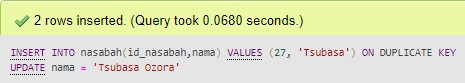 2 rows inserted. (Query took 0.0680 seconds.)
INSERT INTO nasabah(id_nasabah,nama) VALUES (27, 'Tsubasa') ON DUPLICATE KEY
UPDATE nama = 'Tsubasa Ozora'